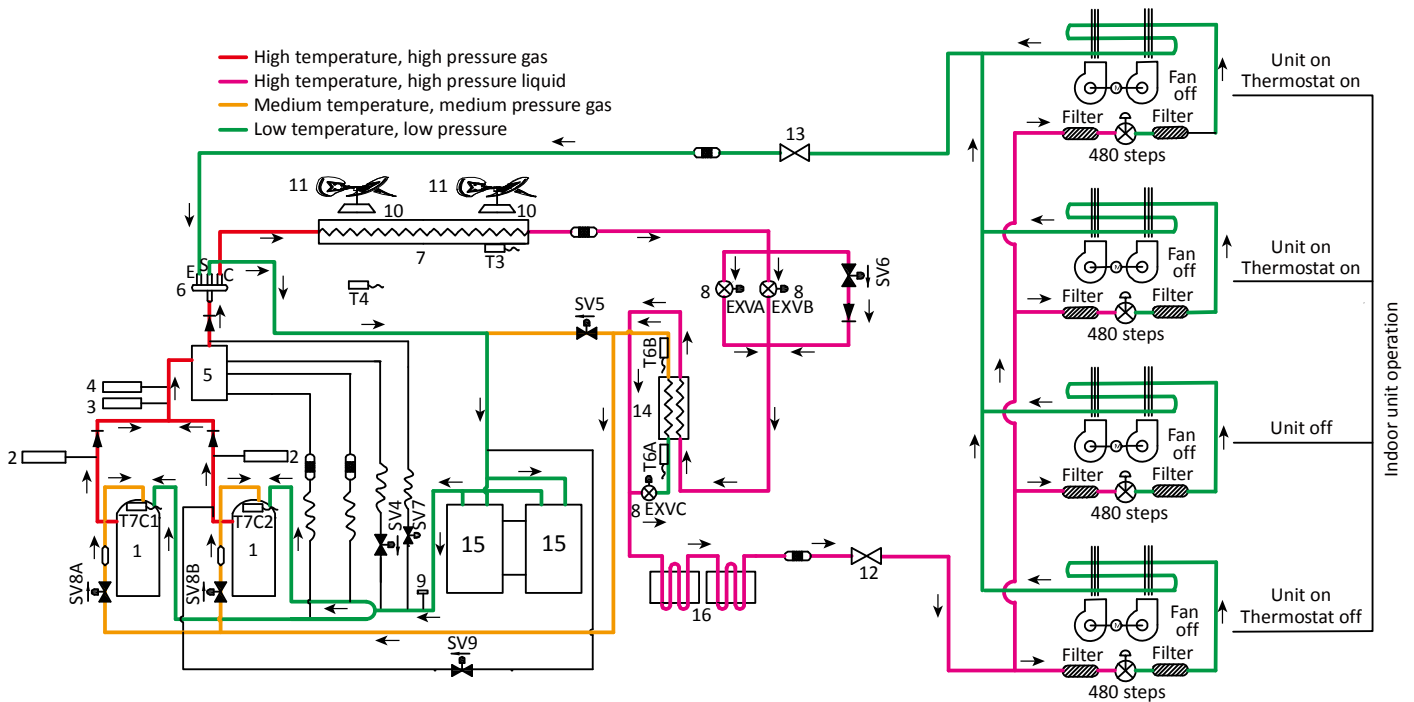 High temperature, high pressure gas
High temperature, high pressure liquid
Medium temperature, medium pressure gas
Low temperature, low pressure
13
11
11
10
10
7
T3
T4
E
S
C
6
5
4
3
2
2
T7C1
T7C2
1
1
SV8A
SV8B
SV4
SV7
9
SV9
15
15
SV5
T6B
14
T6A
8
EXVC
8
EXVA
8
EXVB
SV6
16
12
M
Fan
off
Filter
Filter
480 steps
Unit on
Thermostat on
M
Fan
off
Filter
Filter
480 steps
Unit on
Thermostat on
M
Fan
off
Filter
Filter
480 steps
Unit off
M
Fan
off
Filter
Filter
480 steps
Unit on
Thermostat off
Indoor unit operation